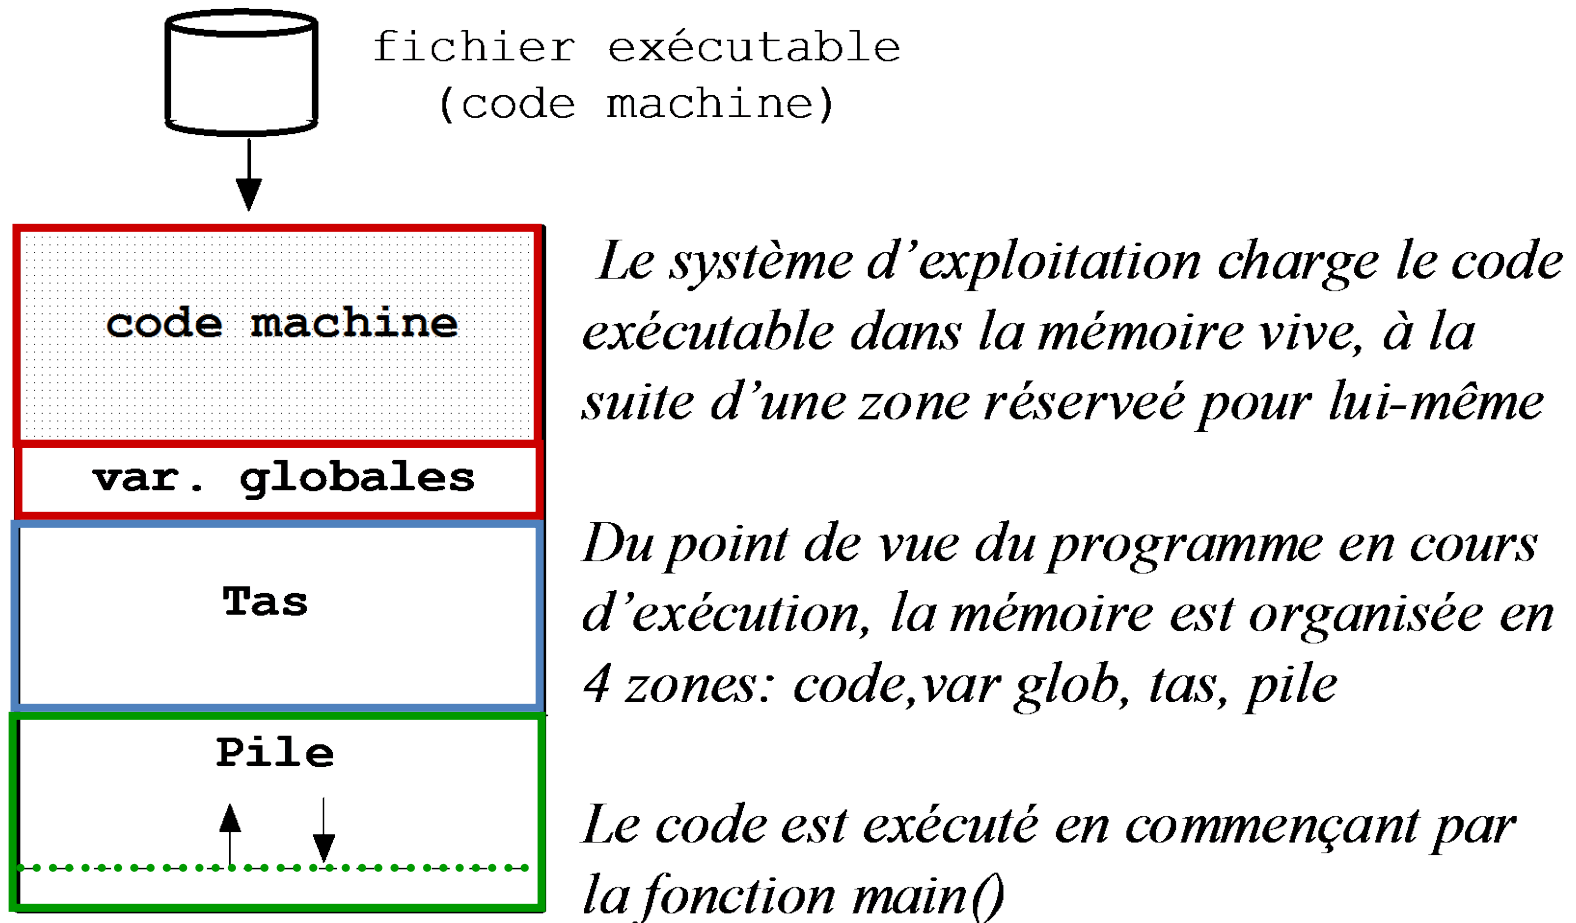 fichier exécutable
(code machine)
code machine
var. globales
Tas
Pile
Le système d’exploitation charge le code
exécutable dans la mémoire vive, à la
suite d’une zone réserveé pour lui-même
Du point de vue du programme en cours
d’exécution, la mémoire est organisée en
4 zones: code,var glob, tas, pile
Le code est exécuté en commençant par
la fonction main()